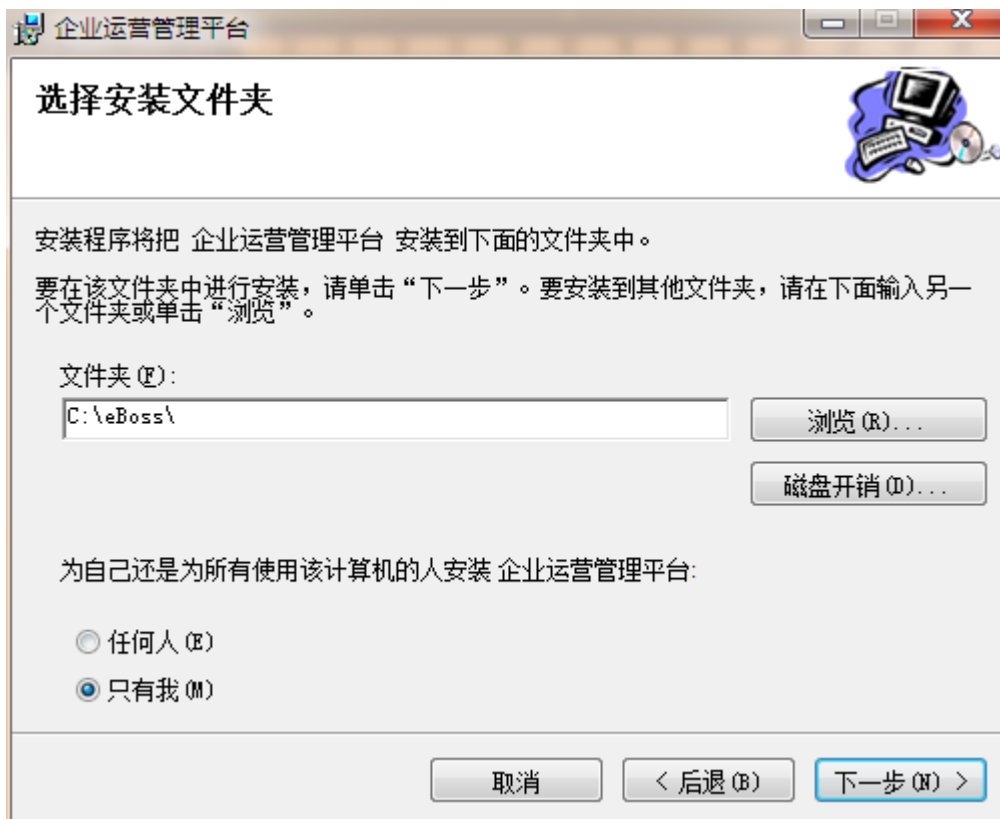 企业运营管理平台
选择安装文件夹
安装程序将把 企业运营管理平台 安装到下面的文件夹中。
要在该文件夹中进行安装，请单击“下一步”。要安装到其他文件夹，请在下面输入另一
个文件夹或单击“浏览”。
文件夹(F):
C:\eBoss\
浏览(R)...
磁盘开销(D)...
为自己还是为所有使用该计算机的人安装 企业运营管理平台:
任何人(E)
只有我(M)
取消
< 后退(B)
下一步(N) >